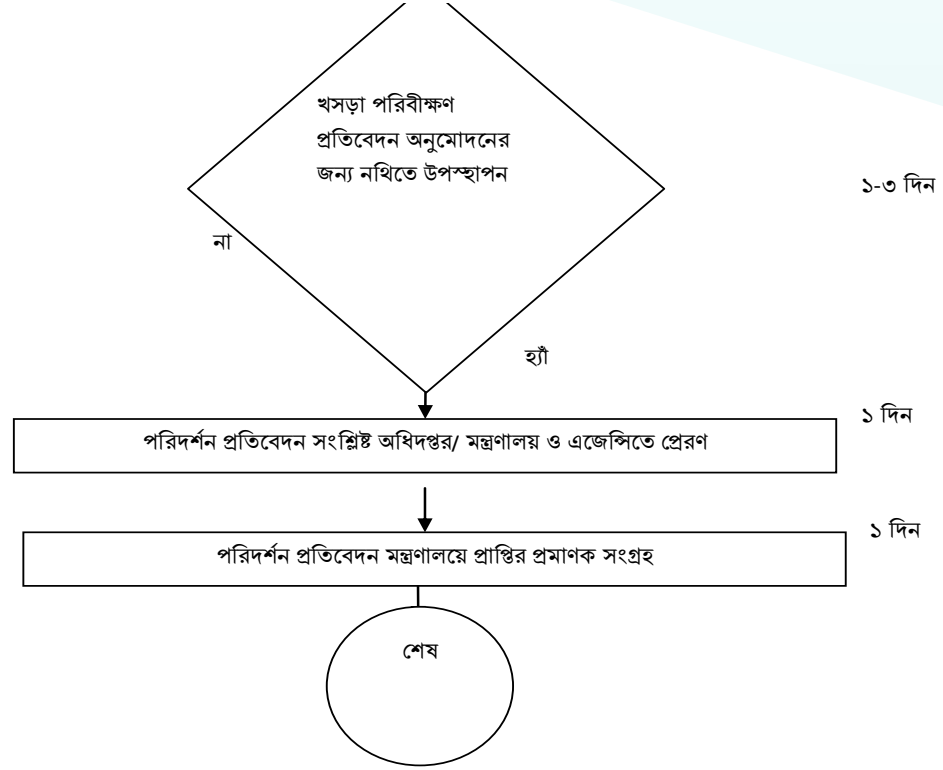 খসড়া পরিবীক্ষণ
প্রতিবেদন অনুমোদনের
জন্য নথিতে উপস্হাপন
১-৩ দিন
না
হ্যাঁ
১ দিন
পরিদর্শন প্রতিবেদন সংশ্লিষ্ট অধিদপ্তর/ মন্ত্রণালয় ও এজেন্সিতে প্রেরণ
১ দিন
পরিদর্শন প্রতিবেদন মন্ত্রণালয়ে প্রাপ্তির প্রমাণক সংগ্রহ
শেষ